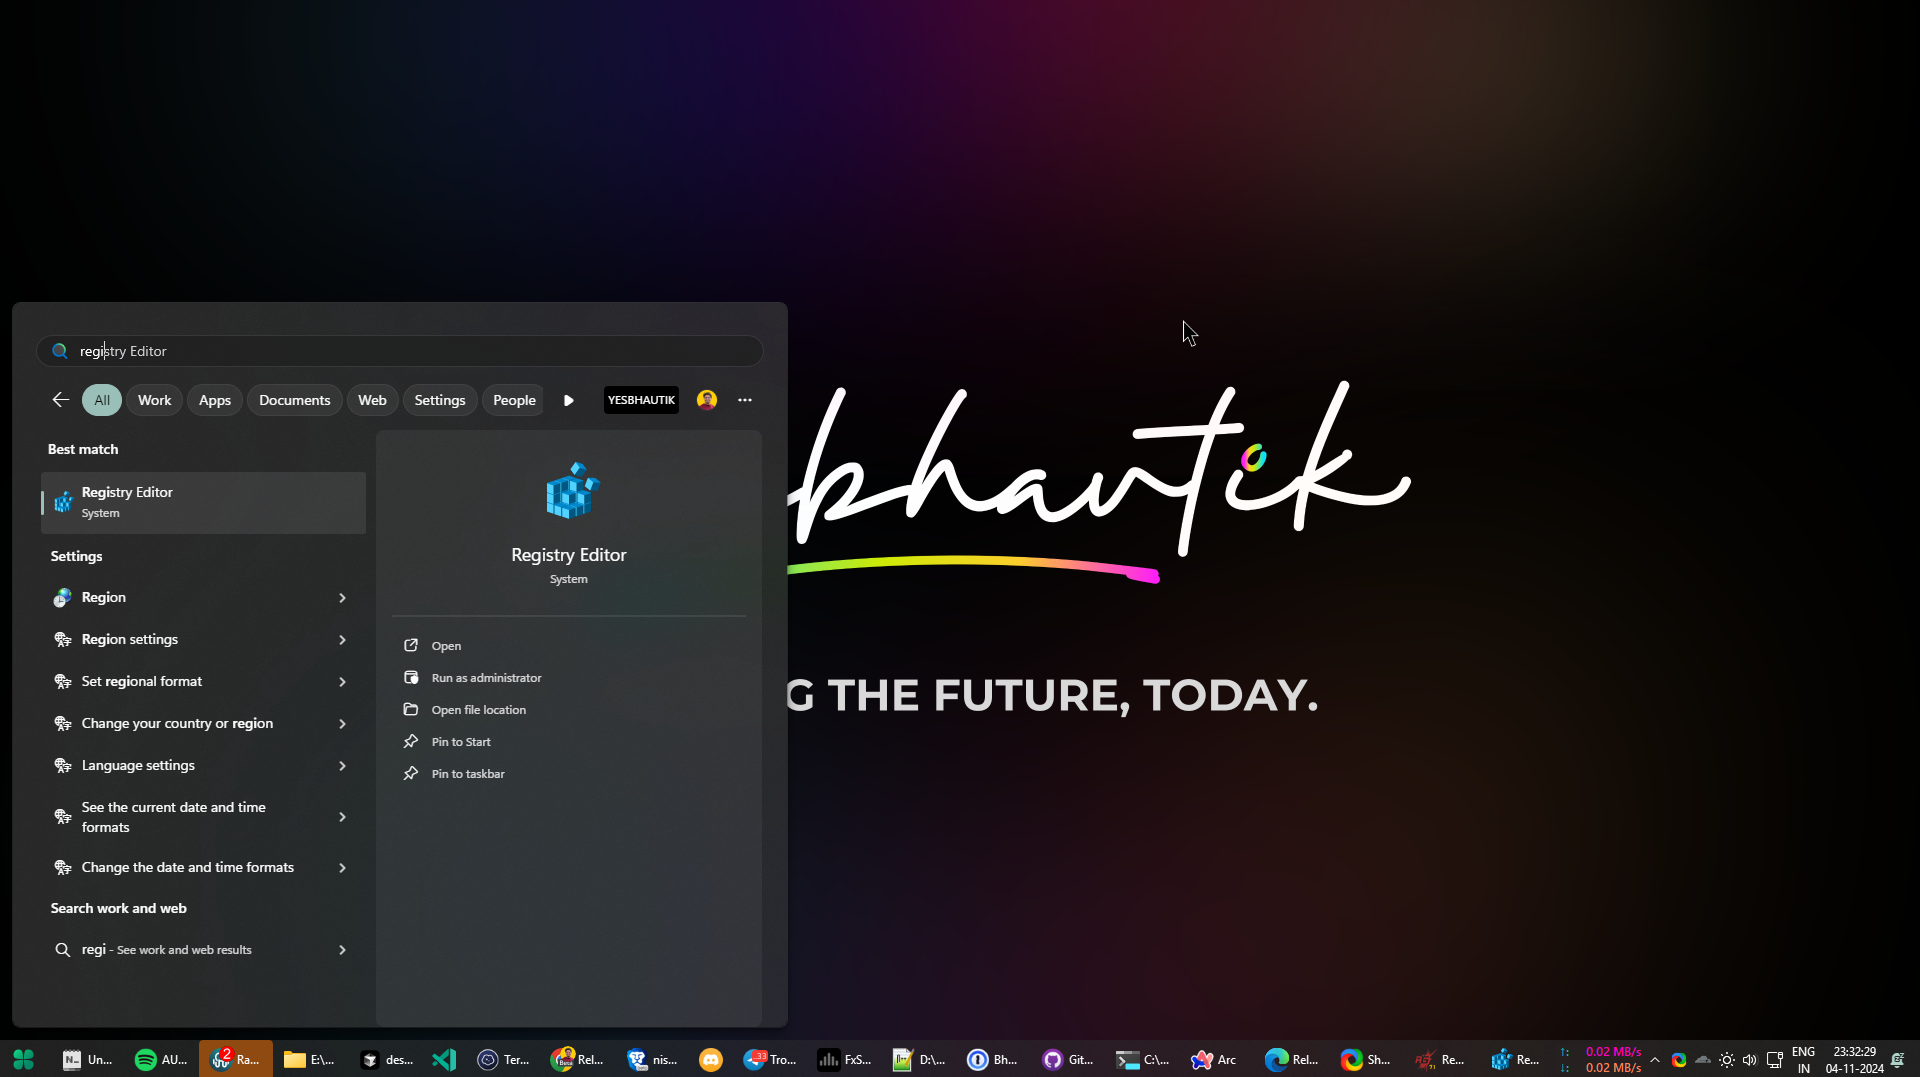 registry Editor
All
Work
Apps
Documents
Web
Settings
People
YESBHAUTIK
Best match
Registry Editor
System
Settings
Region
Region settings
Set regional format
Change your country or region
Language settings
See the current date and time
formats
Change the date and time formats
Search work and web
regi - See work and web results
Registry Editor
System
Open
Run as administrator
Open file location
Pin to Start
Pin to taskbar
bhautik
G THE FUTURE, TODAY.
Un...
AU...
2
Ra...
E:\...
des...
Ter...
Rel...
nis...
33
Tro...
FxS...
D:\...
Bh...
Git...
C:\...
Arc
Rel...
Sh...
Re...
Re...
↑: 0.02 MB/s
↓: 0.02 MB/s
ENG
IN
23:32:29
04-11-2024